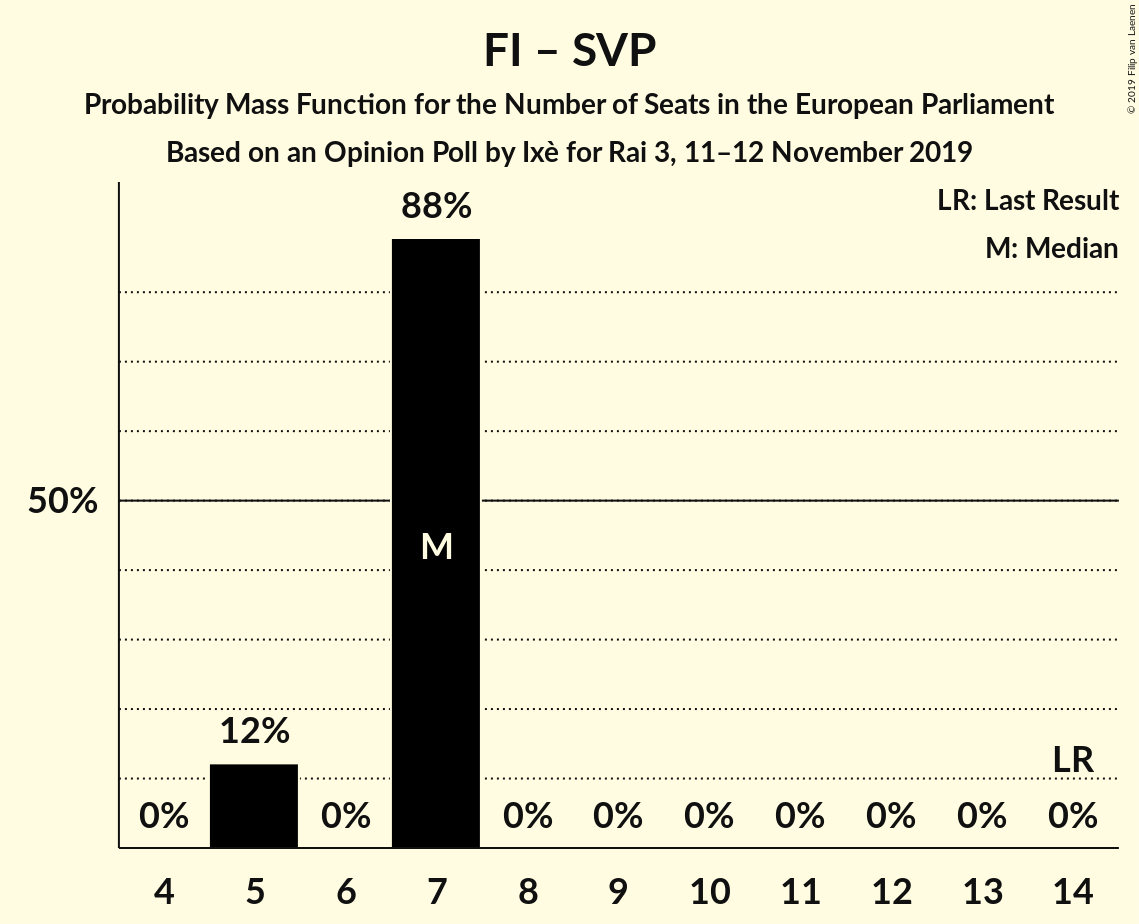 FI – SVP
Probability Mass Function for the Number of Seats in the European Parliament
Based on an Opinion Poll by Ixè for Rai 3, 11–12 November 2019
© 2019 Filip van Laenen
LR: Last Result
M: Median
88%
50%
M
12%
LR
0% 0% 0% 0% 0% 0% 0% 0% 0%
4 5 6 7 8 9 10 11 12 13 14